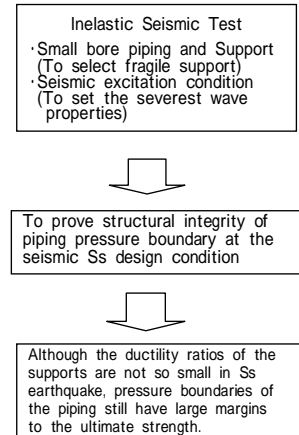 Inelastic Seismic Test
·Small bore piping and Support
(To select fragile support)
·Seismic excitation condition
(To set the severest wave
properties)
To prove structural integrity of
piping pressure boundary at the
seismic Ss design condition
Although the ductility ratios of the
supports are not so small in Ss
earthquake, pressure boundaries of
the piping still have large margins
to the ultimate strength.